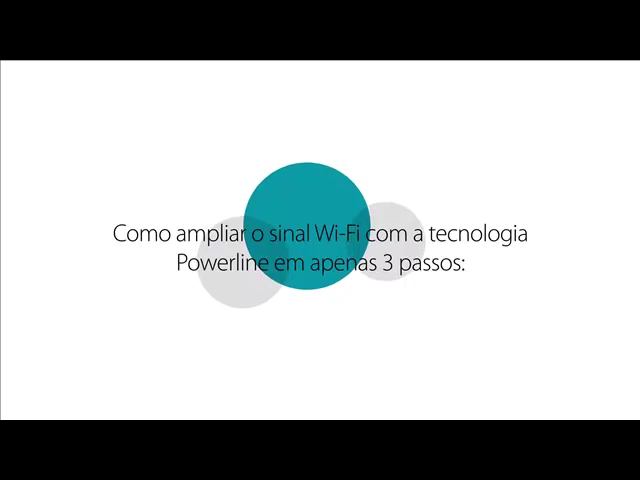 Como ampliar o sinal Wi-Fi com a tecnologia
Powerline em apenas 3 passos: